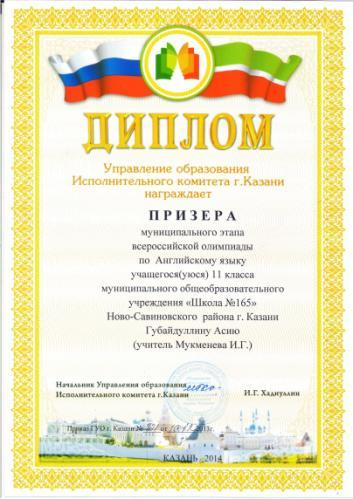 ДИПЛОМ
Управление образования
Исполнительного комитета г.Казани
награждает
ПРИЗЕРА
муниципального этапа
всероссийской олимпиады
по Английскому языку
учащегося(уюся) 11 класса
муниципального общеобразовательного
учреждения «Школа №165»
Ново-Савиновского района г. Казани
Губайдуллину Асию
(учитель Мукменева И.Г.)
Начальник Управления образования
Исполнительного комитета г.Казани
И.Г. Хадиуллин
Приказ ГУО г. Казани № от 2013г.
КАЗАНЬ 2014